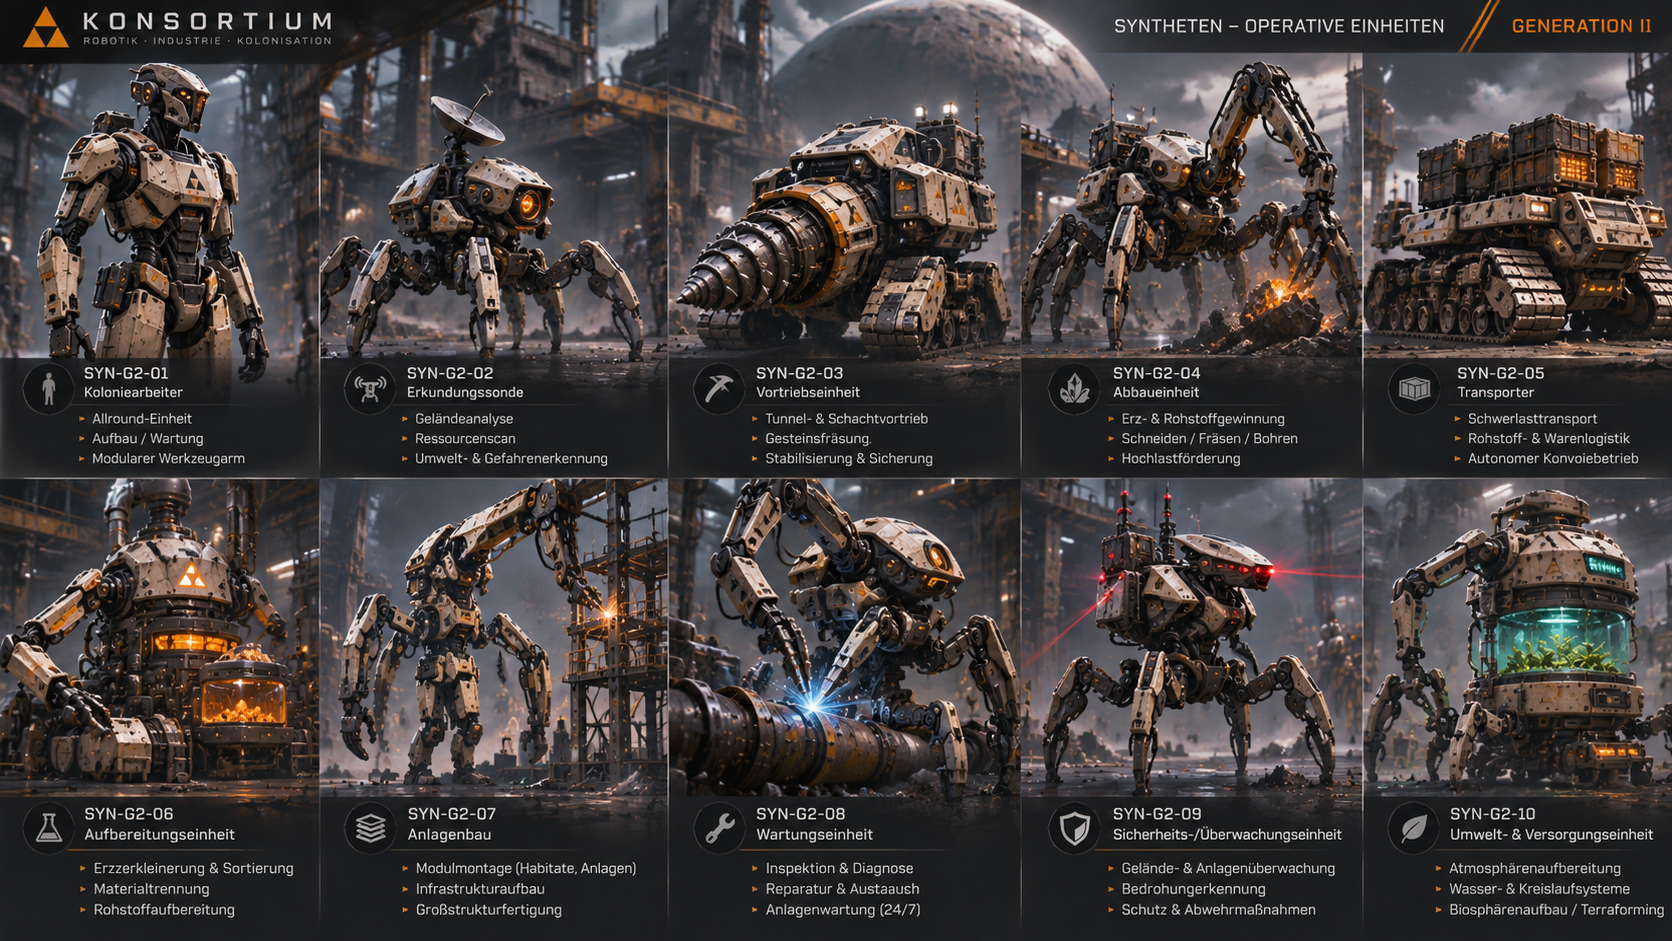 KONSORTIUM
ROBOTIK · INDUSTRIE · KOLONISATION
SYNTHETEN – OPERATIVE EINHEITEN // GENERATION II
SYN-G2-01
Koloniearbeiter
Allround-Einheit
Aufbau / Wartung
Modularer Werkzeugarm
SYN-G2-02
Erkundungssonde
Geländeanalyse
Ressourcenscan
Umwelt- & Gefahrenerkennung
SYN-G2-03
Vortriebseinheit
Tunnel- & Schachtvortrieb
Gesteinsfräsung.
Stabilisierung & Sicherung
SYN-G2-04
Abbaueinheit
Erz- & Rohstoffgewinnung
Schneiden / Fräsen / Bohren
Hochlastförderung
SYN-G2-05
Transporter
Schwerlasttransport
Rohstoff- & Warenlogistik
Autonomer Konvoiebetrieb
SYN-G2-06
Aufbereitungseinheit
Erzzerkleinerung & Sortierung
Materialtrennung
Rohstoffaufbereitung
SYN-G2-07
Anlagenbau
Modulmontage (Habitate, Anlagen)
Infrastrukturaufbau
Großstrukturfertigung
SYN-G2-08
Wartungseinheit
Inspektion & Diagnose
Reparatur & Austaaush
Anlagenwartung (24/7)
SYN-G2-09
Sicherheits-/Überwachungseinheit
Gelände- & Anlagenüberwachung
Bedrohungerkennung
Schutz & Abwehrmaßnahmen
SYN-G2-10
Umwelt- & Versorgungseinheit
Atmosphärenaufbereitung
Wasser- & Kreislaufsysteme
Biosphärenaufbau / Terraforming